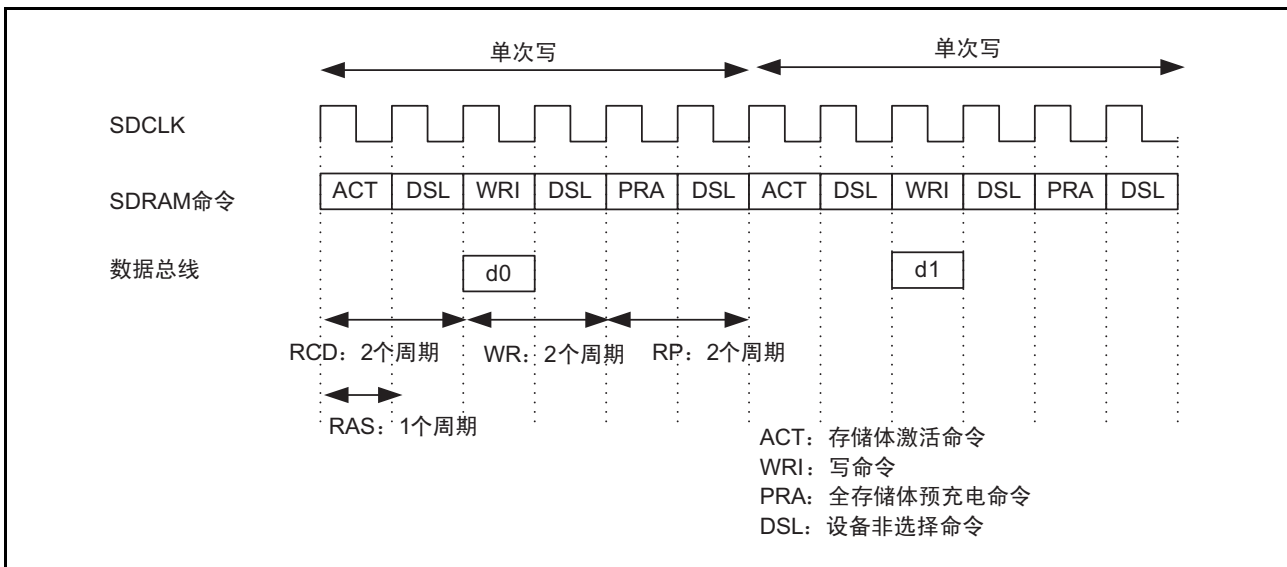 单次写 单次写
SDCLK
SDRAM命令 ACT DSL WRI DSL PRA DSL ACT DSL WRI DSL PRA DSL
数据总线 d0 d1
RCD：2个周期 WR：2个周期 RP：2个周期
RAS：1个周期
ACT：存储体激活命令
WRI：写命令
PRA：全存储体预充电命令
DSL：设备非选择命令